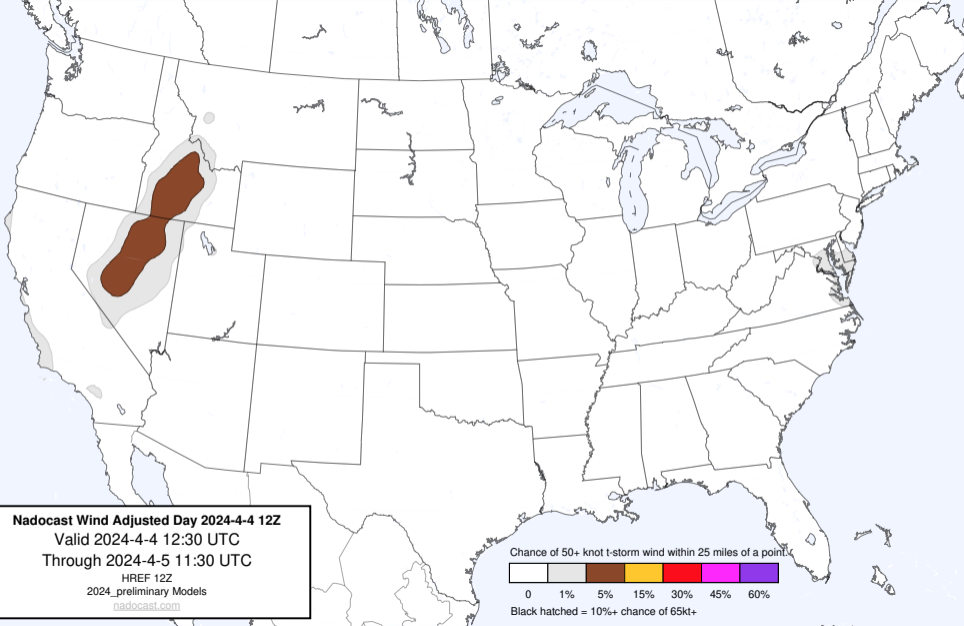 Nadocast Wind Adjusted Day 2024-4-4 12Z
Valid 2024-4-4 12:30 UTC
Through 2024-4-5 11:30 UTC
HREF 12Z
2024_preliminary Models
nadocast.com
Chance of 50+ knot t-storm wind within 25 miles of a point.
0 1% 5% 15% 30% 45% 60%
Black hatched = 10%+ chance of 65kt+